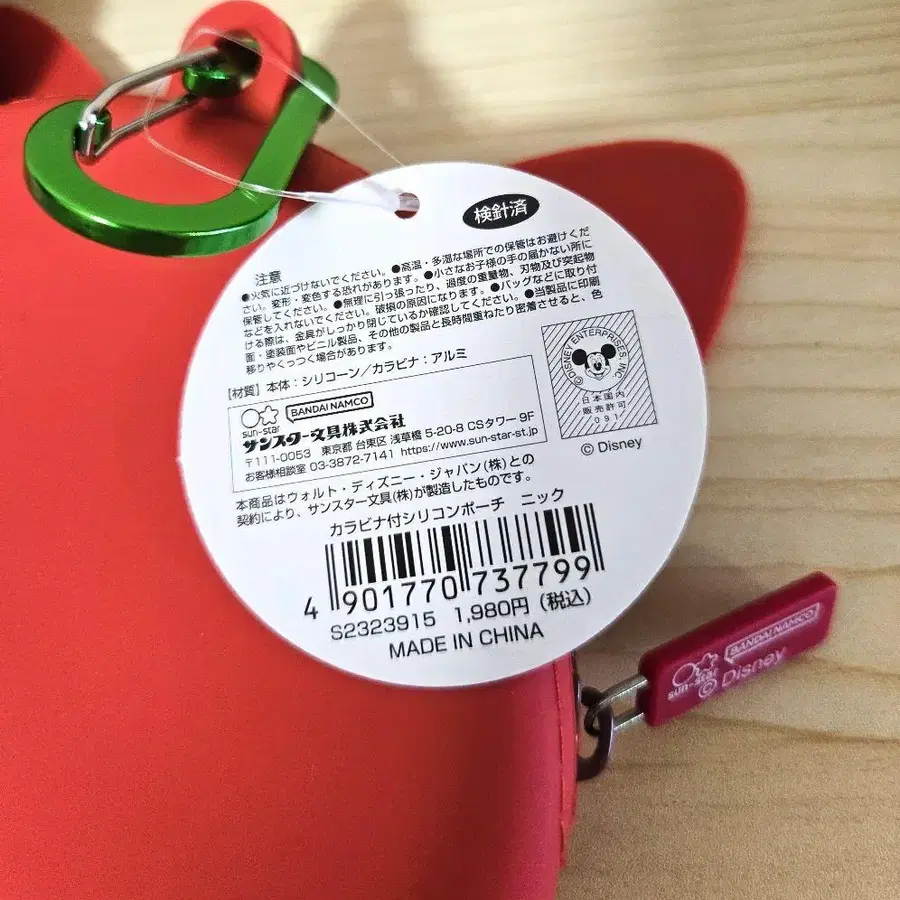 検針済
注意
●火気に近づけないでください。●高温・多湿な場所での保管はお避けくだ
さい。変形・変色する恐れがあります。●小さなお子様の手の届かない所に
保管してください。●無理に引っ張ったり、過度の重量物、刃物及び突起物
などを入れないでください。破損の原因になります。●バッグなどに取り付
ける際は、金具がしっかり閉じているか確認してください。●当製品に印刷
面・塗装面やビニル製品、その他の製品と長時間重ねたり密着させると、色
移りやくっつく場合があります。
【材質】本体：シリコーン／カラビナ：アルミ
sun-star BANDAI NAMCO
サンスター文具株式会社
〒111-0053 東京都 台東区 浅草橋 5-20-8 CSタワー 9F
お客様相談室 03-3872-7141 https://www.sun-star-st.jp
©DISNEY ENTERPRISES, INC.
日本国内
販売許可
091
© Disney
本商品はウォルト・ディズニー・ジャパン(株)との
契約により、サンスター文具(株)が製造したものです。
カラビナ付シリコンポーチ ニック
4 901770 737799
S2323915 1,980円（税込）
MADE IN CHINA
sun-star BANDAI NAMCO
© Disney